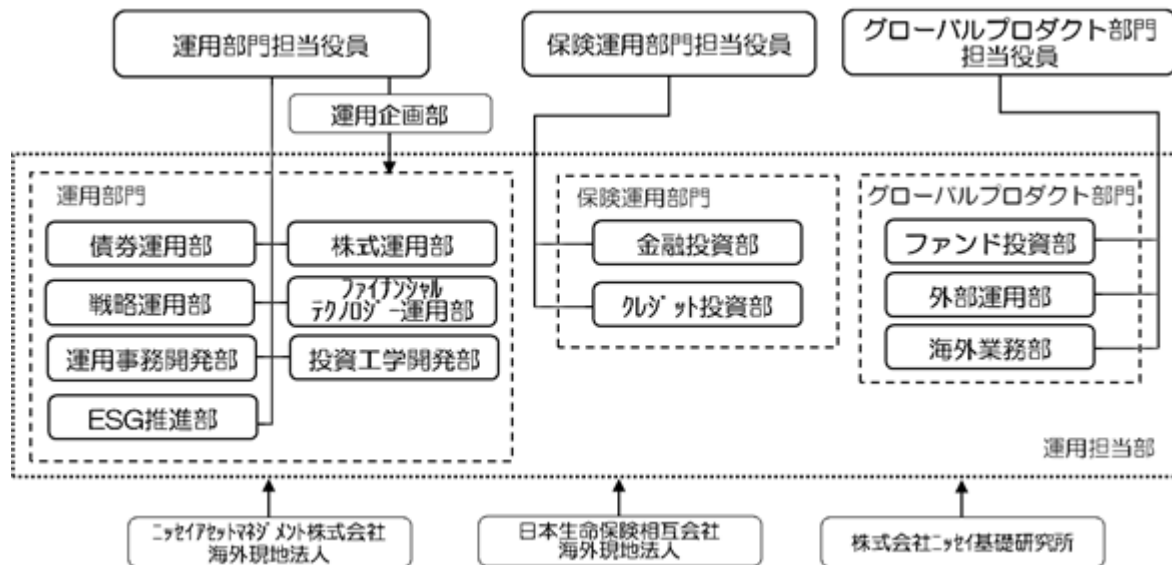 運用部門担当役員
保険運用部門担当役員
グローバルプロダクト部門
担当役員
運用企画部
運用部門
債券運用部
株式運用部
戦略運用部
ファイナンシャル
テクノロジー運用部
運用事務開発部
投資工学開発部
ESG推進部
保険運用部門
金融投資部
クレジット投資部
グローバルプロダクト部門
ファンド投資部
外部運用部
海外業務部
運用担当部
ニッセイアセットマネジメント株式会社
海外現地法人
日本生命保険相互会社
海外現地法人
株式会社ニッセイ基礎研究所